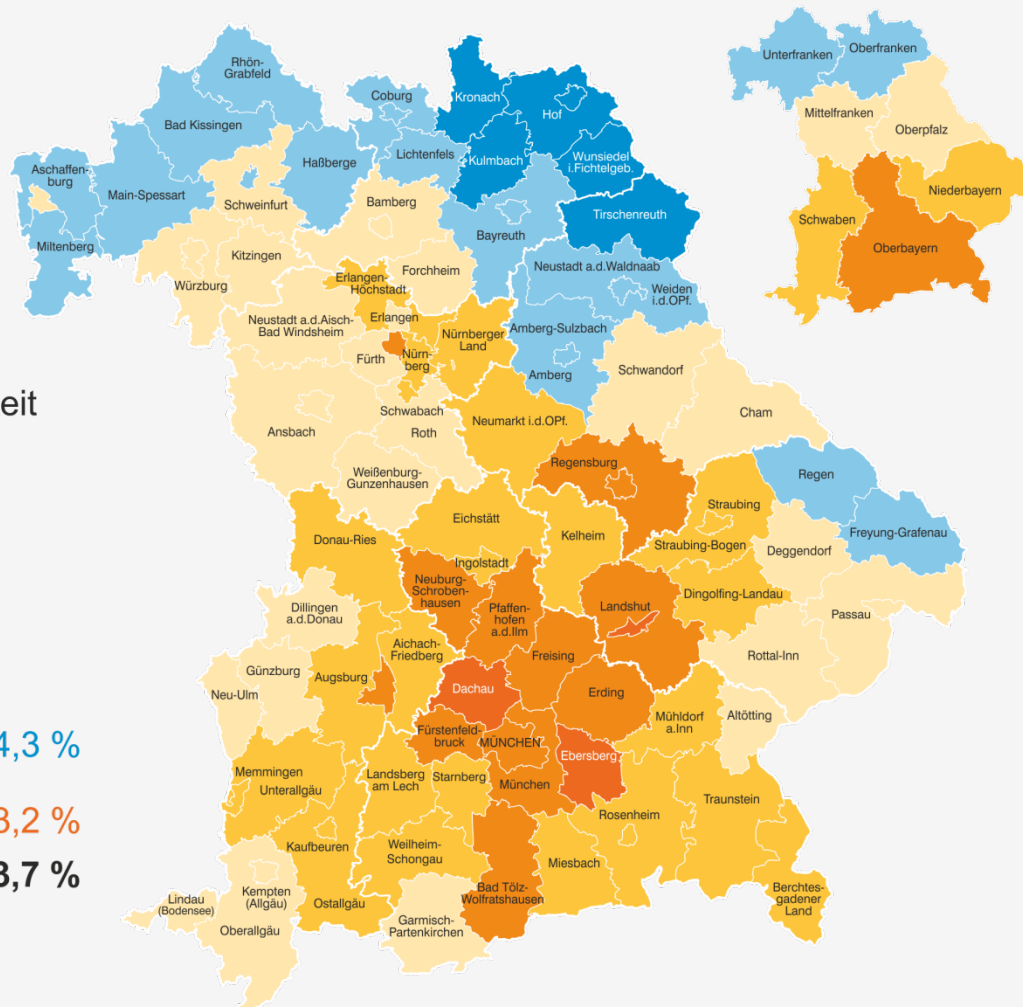 Rhön-
Grabfeld
Coburg
Kronach
Hof
Bad Kissingen
Lichtenfels
Kulmbach
Wunsiedel
i.Fichtelgeb.
Haßberge
Aschaffen-
burg
Main-Spessart
Schweinfurt
Bamberg
Tirschenreuth
Bayreuth
Miltenberg
Kitzingen
Forchheim
Neustadt a.d.Waldnaab
Würzburg
Erlangen-
Höchstadt
Weiden
i.d.OPf.
Erlangen
Neustadt a.d.Aisch-
Bad Windsheim
Nürnberger
Land
Amberg-Sulzbach
Fürth
Nürn-
berg
Amberg
Schwandorf
Schwabach
Roth
Cham
Ansbach
Neumarkt i.d.OPf.
Regensburg
Weißenburg-
Gunzenhausen
Regen
Eichstätt
Straubing
Donau-Ries
Kelheim
Freyung-Grafenau
Straubing-Bogen
Deggendorf
Ingolstadt
Neuburg-
Schroben-
hausen
Dingolfing-Landau
Dillingen
a.d.Donau
Pfaffen-
hofen
a.d.Ilm
Landshut
Passau
Aichach-
Friedberg
Freising
Rottal-Inn
Günzburg
Augsburg
Neu-Ulm
Dachau
Erding
Mühldorf
a.Inn
Altötting
Fürstenfeld-
bruck
MÜNCHEN
Ebersberg
Memmingen
Unterallgäu
Landsberg
am Lech
Starnberg
München
Traunstein
Rosenheim
Kaufbeuren
Weilheim-
Schongau
Miesbach
Bad Tölz-
Wolfratshausen
Berchtes-
gadener
Land
Lindau
(Bodensee)
Kempten
(Allgäu)
Ostallgäu
Oberallgäu
Garmisch-
Partenkirchen
Unterfranken
Oberfranken
Mittelfranken
Oberpfalz
Niederbayern
Schwaben
Oberbayern
eit
4,3 %
3,2 %
3,7 %